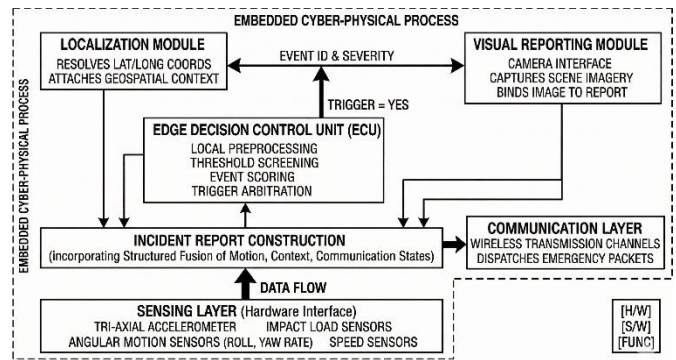 EMBEDDED CYBER-PHYSICAL PROCESS
EMBEDDED CYBER-PHYSICAL PROCESS
LOCALIZATION MODULE
RESOLVES LAT/LONG COORDS
ATTACHES GEOSPATIAL CONTEXT
EVENT ID & SEVERITY
VISUAL REPORTING MODULE
CAMERA INTERFACE
CAPTURES SCENE IMAGERY
BINDS IMAGE TO REPORT
TRIGGER = YES
EDGE DECISION CONTROL UNIT (ECU)
LOCAL PREPROCESSING
THRESHOLD SCREENING
EVENT SCORING
TRIGGER ARBITRATION
INCIDENT REPORT CONSTRUCTION
(incorporating Structured Fusion of Motion, Context, Communication States)
COMMUNICATION LAYER
WIRELESS TRANSMISSION CHANNELS
DISPATCHES EMERGENCY PACKETS
DATA FLOW
SENSING LAYER (Hardware Interface)
TRI-AXIAL ACCELEROMETER IMPACT LOAD SENSORS
ANGULAR MOTION SENSORS (ROLL, YAW RATE) SPEED SENSORS
[H/W]
[S/W]
[FUNC]